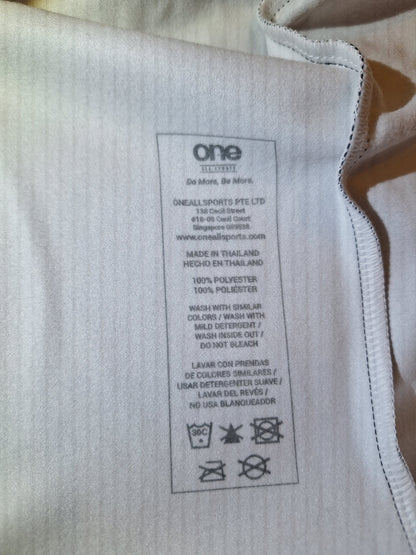 one
ALL SPORTS
Do More, Be More.
ONEALLSPORTS PTE LTD
138 Cecil Street
#18-00 Cecil Court
Singapore 069538
www.oneallsports.com
MADE IN THAILAND
HECHO EN THAILAND
100% POLYESTER
100% POLIÉSTER
WASH WITH SIMILAR
COLORS / WASH WITH
MILD DETERGENT /
WASH INSIDE OUT /
DO NOT BLEACH
LAVAR CON PRENDAS
DE COLORES SIMILARES /
USAR DETERGENTER SUAVE /
LAVAR DEL REVÉS /
NO USA BLANQUEADOR
30C